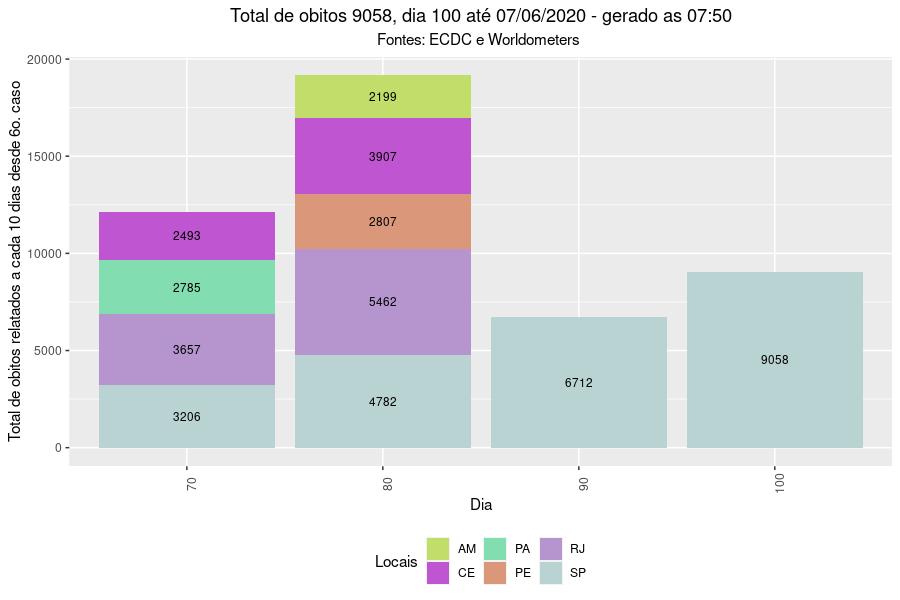 Total de obitos 9058, dia 100 até 07/06/2020 - gerado as 07:50
Fontes: ECDC e Worldometers
Total de obitos relatados a cada 10 dias desde 6o. caso
20000
15000
10000
5000
0
2493
2785
3657
3206
2199
3907
2807
5462
4782
6712
9058
70
80
90
100
Dia
Locais
AM
PA
RJ
CE
PE
SP